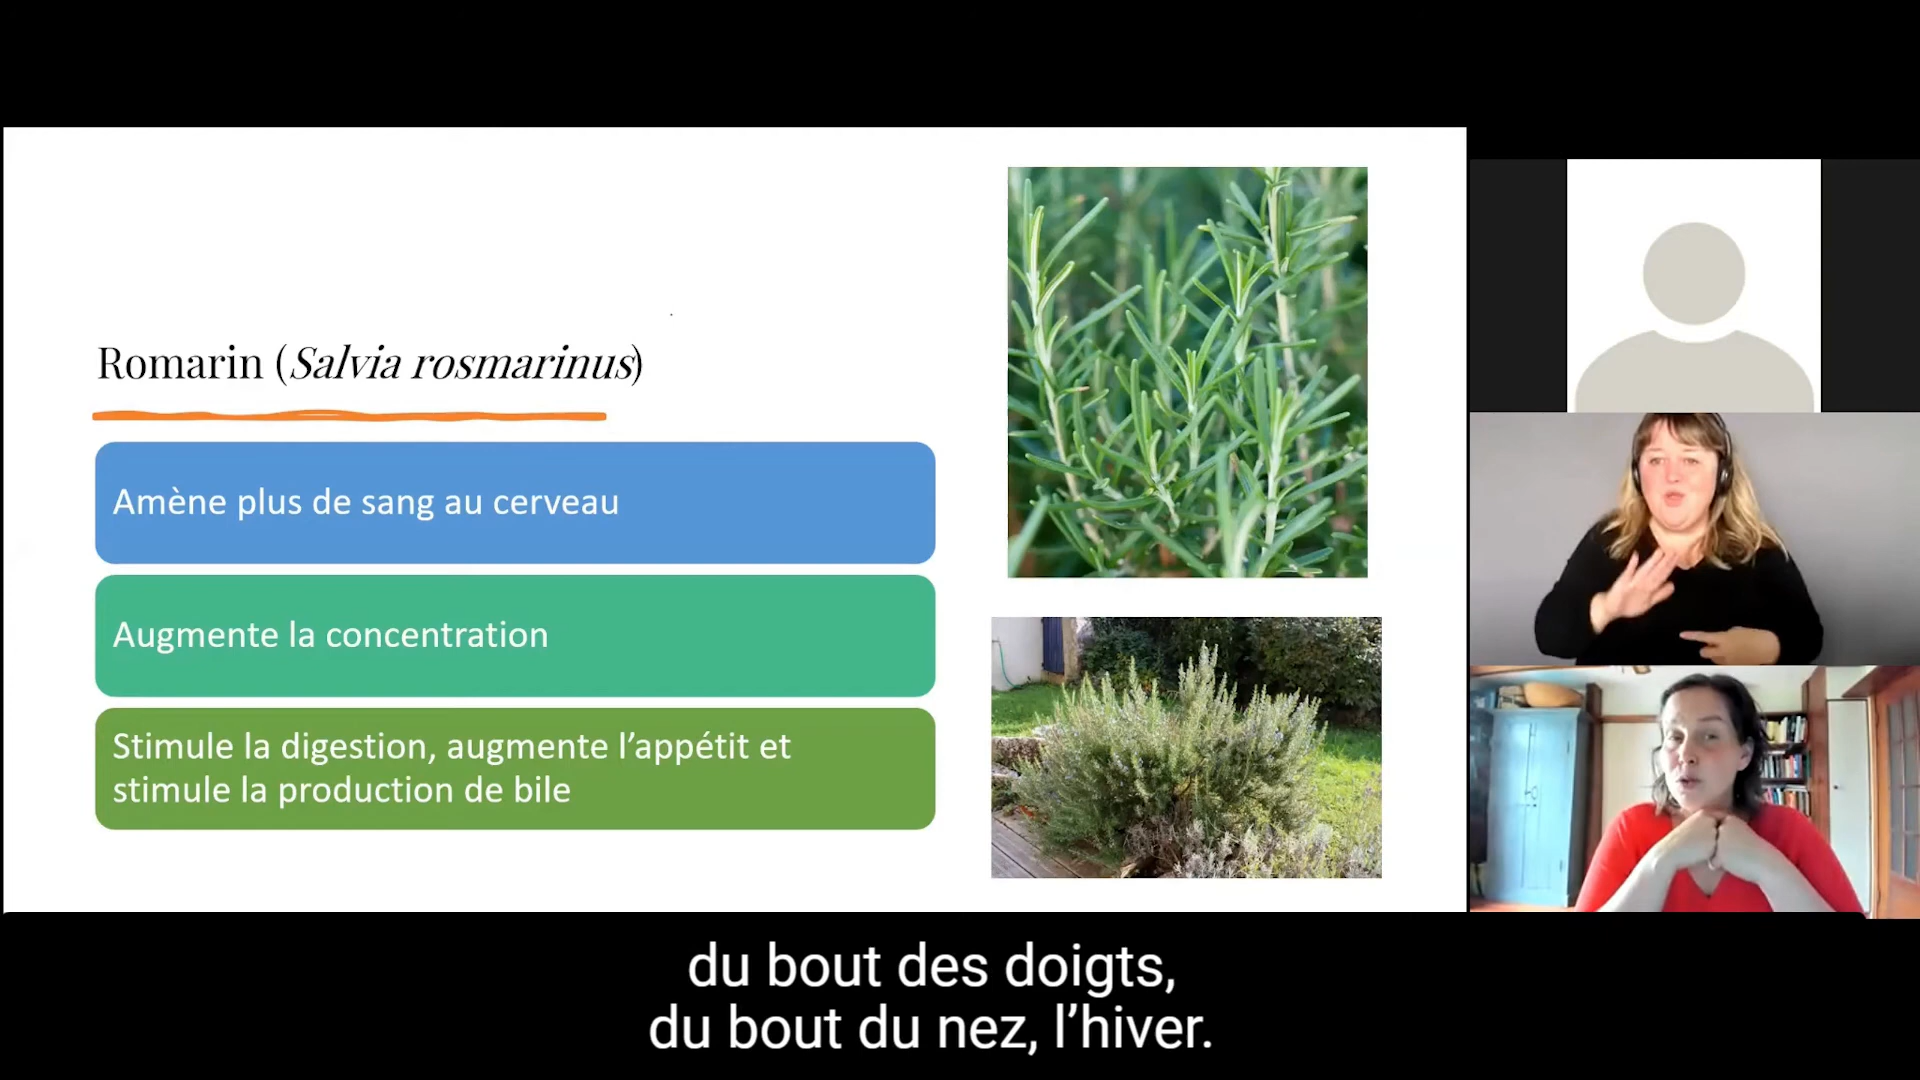 Romarin (Salvia rosmarinus)
Amène plus de sang au cerveau
Augmente la concentration
Stimule la digestion, augmente l’appétit et
stimule la production de bile
du bout des doigts,
du bout du nez, l’hiver.